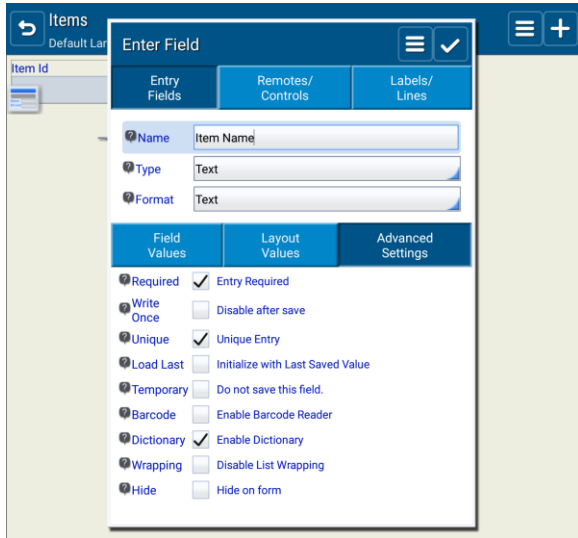 Items
Default Lar
Item Id
Enter Field
Entry
Fields
Remotes/
Controls
Labels/
Lines
Name
Item Name
Type
Text
Format
Text
Field
Values
Layout
Values
Advanced
Settings
Required Entry Required
Write
Once
Disable after save
Unique Unique Entry
Load Last Initialize with Last Saved Value
Temporary Do not save this field.
Barcode Enable Barcode Reader
Dictionary Enable Dictionary
Wrapping Disable List Wrapping
Hide Hide on form